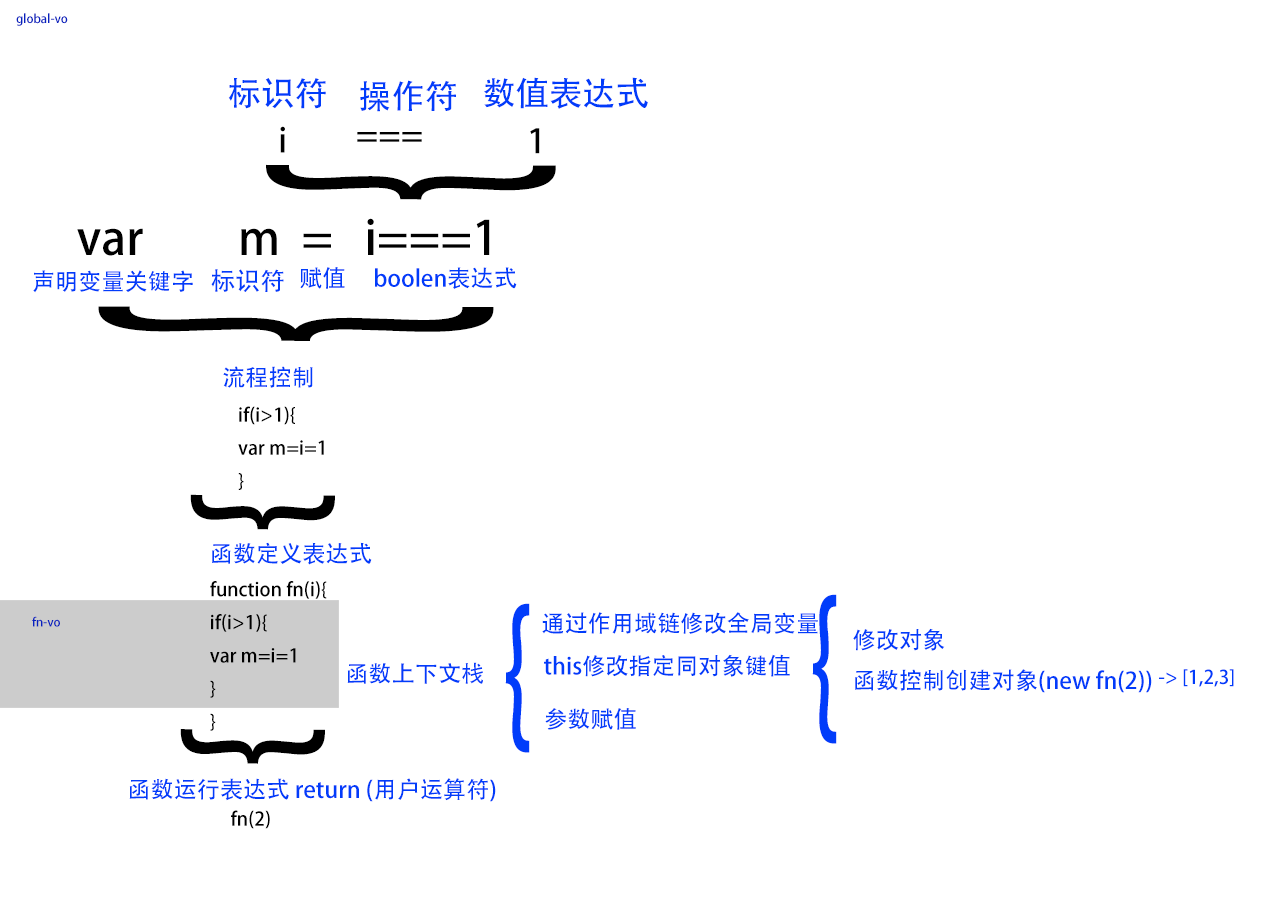 global-vo
标识符 操作符 数值表达式
i === 1
var m = i===1
声明变量关键字 标识符 赋值 boolen表达式
流程控制
if(i>1){
var m=i=1
}
函数定义表达式
function fn(i){
fn-vo if(i>1){
var m=i=1
}
}
函数上下文栈
通过作用域链修改全局变量
this修改指定同对象键值
参数赋值
修改对象
函数控制创建对象(new fn(2)) -> [1,2,3]
函数运行表达式 return (用户运算符)
fn(2)